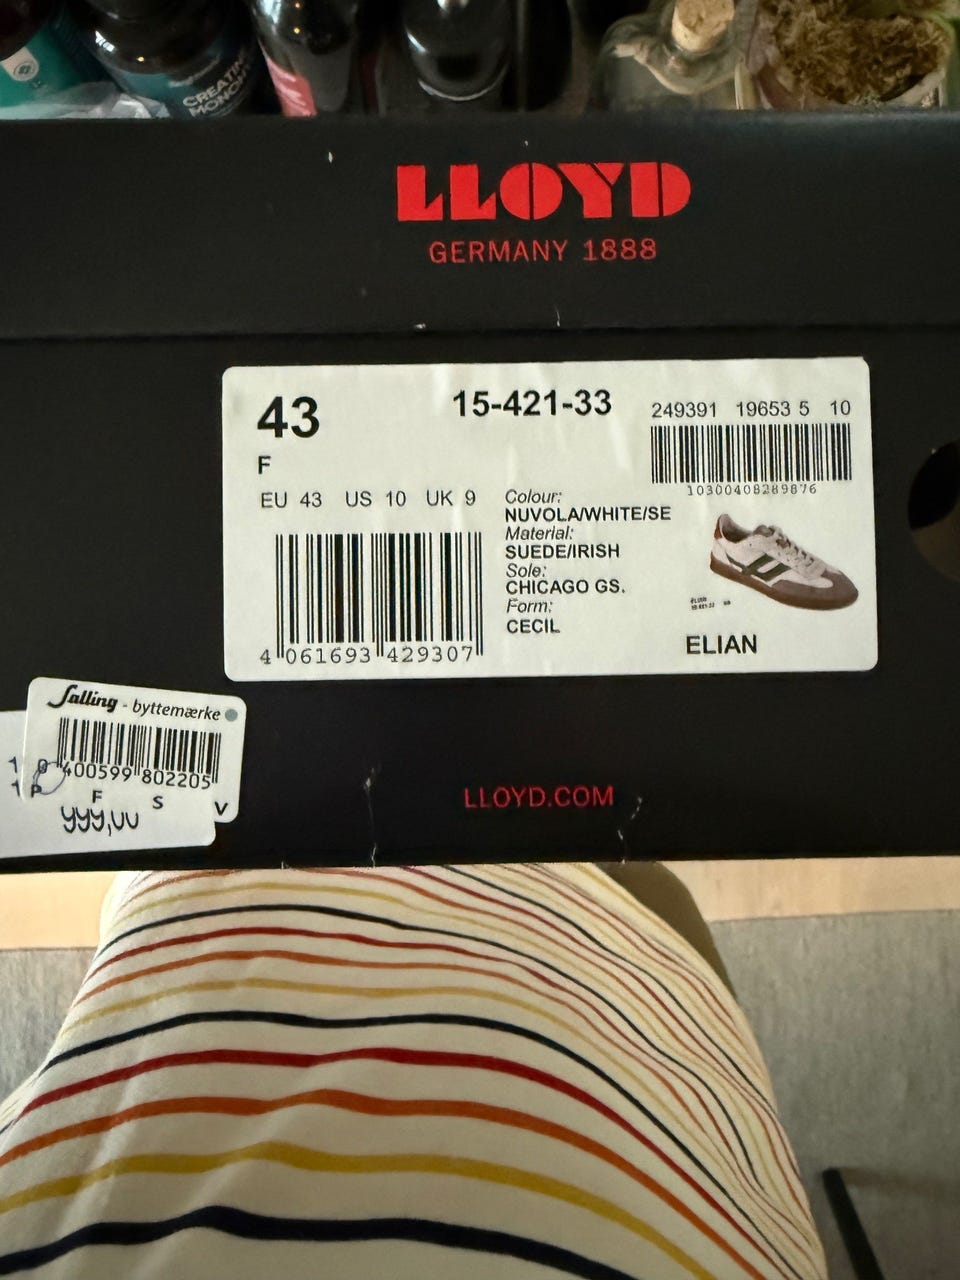 CREATINE
LLOYD
GERMANY 1888
43
15-421-33
249391 19653 5 10
F
10300408289876
EU 43 US 10 UK 9
Colour:
NUVOLA/WHITE/SE
Material:
SUEDE/IRISH
Sole:
CHICAGO GS.
Form:
CECIL
4 061693 429307
ELIAN
Salling - byttemærke
400599 802205
F S V
LLOYD.COM